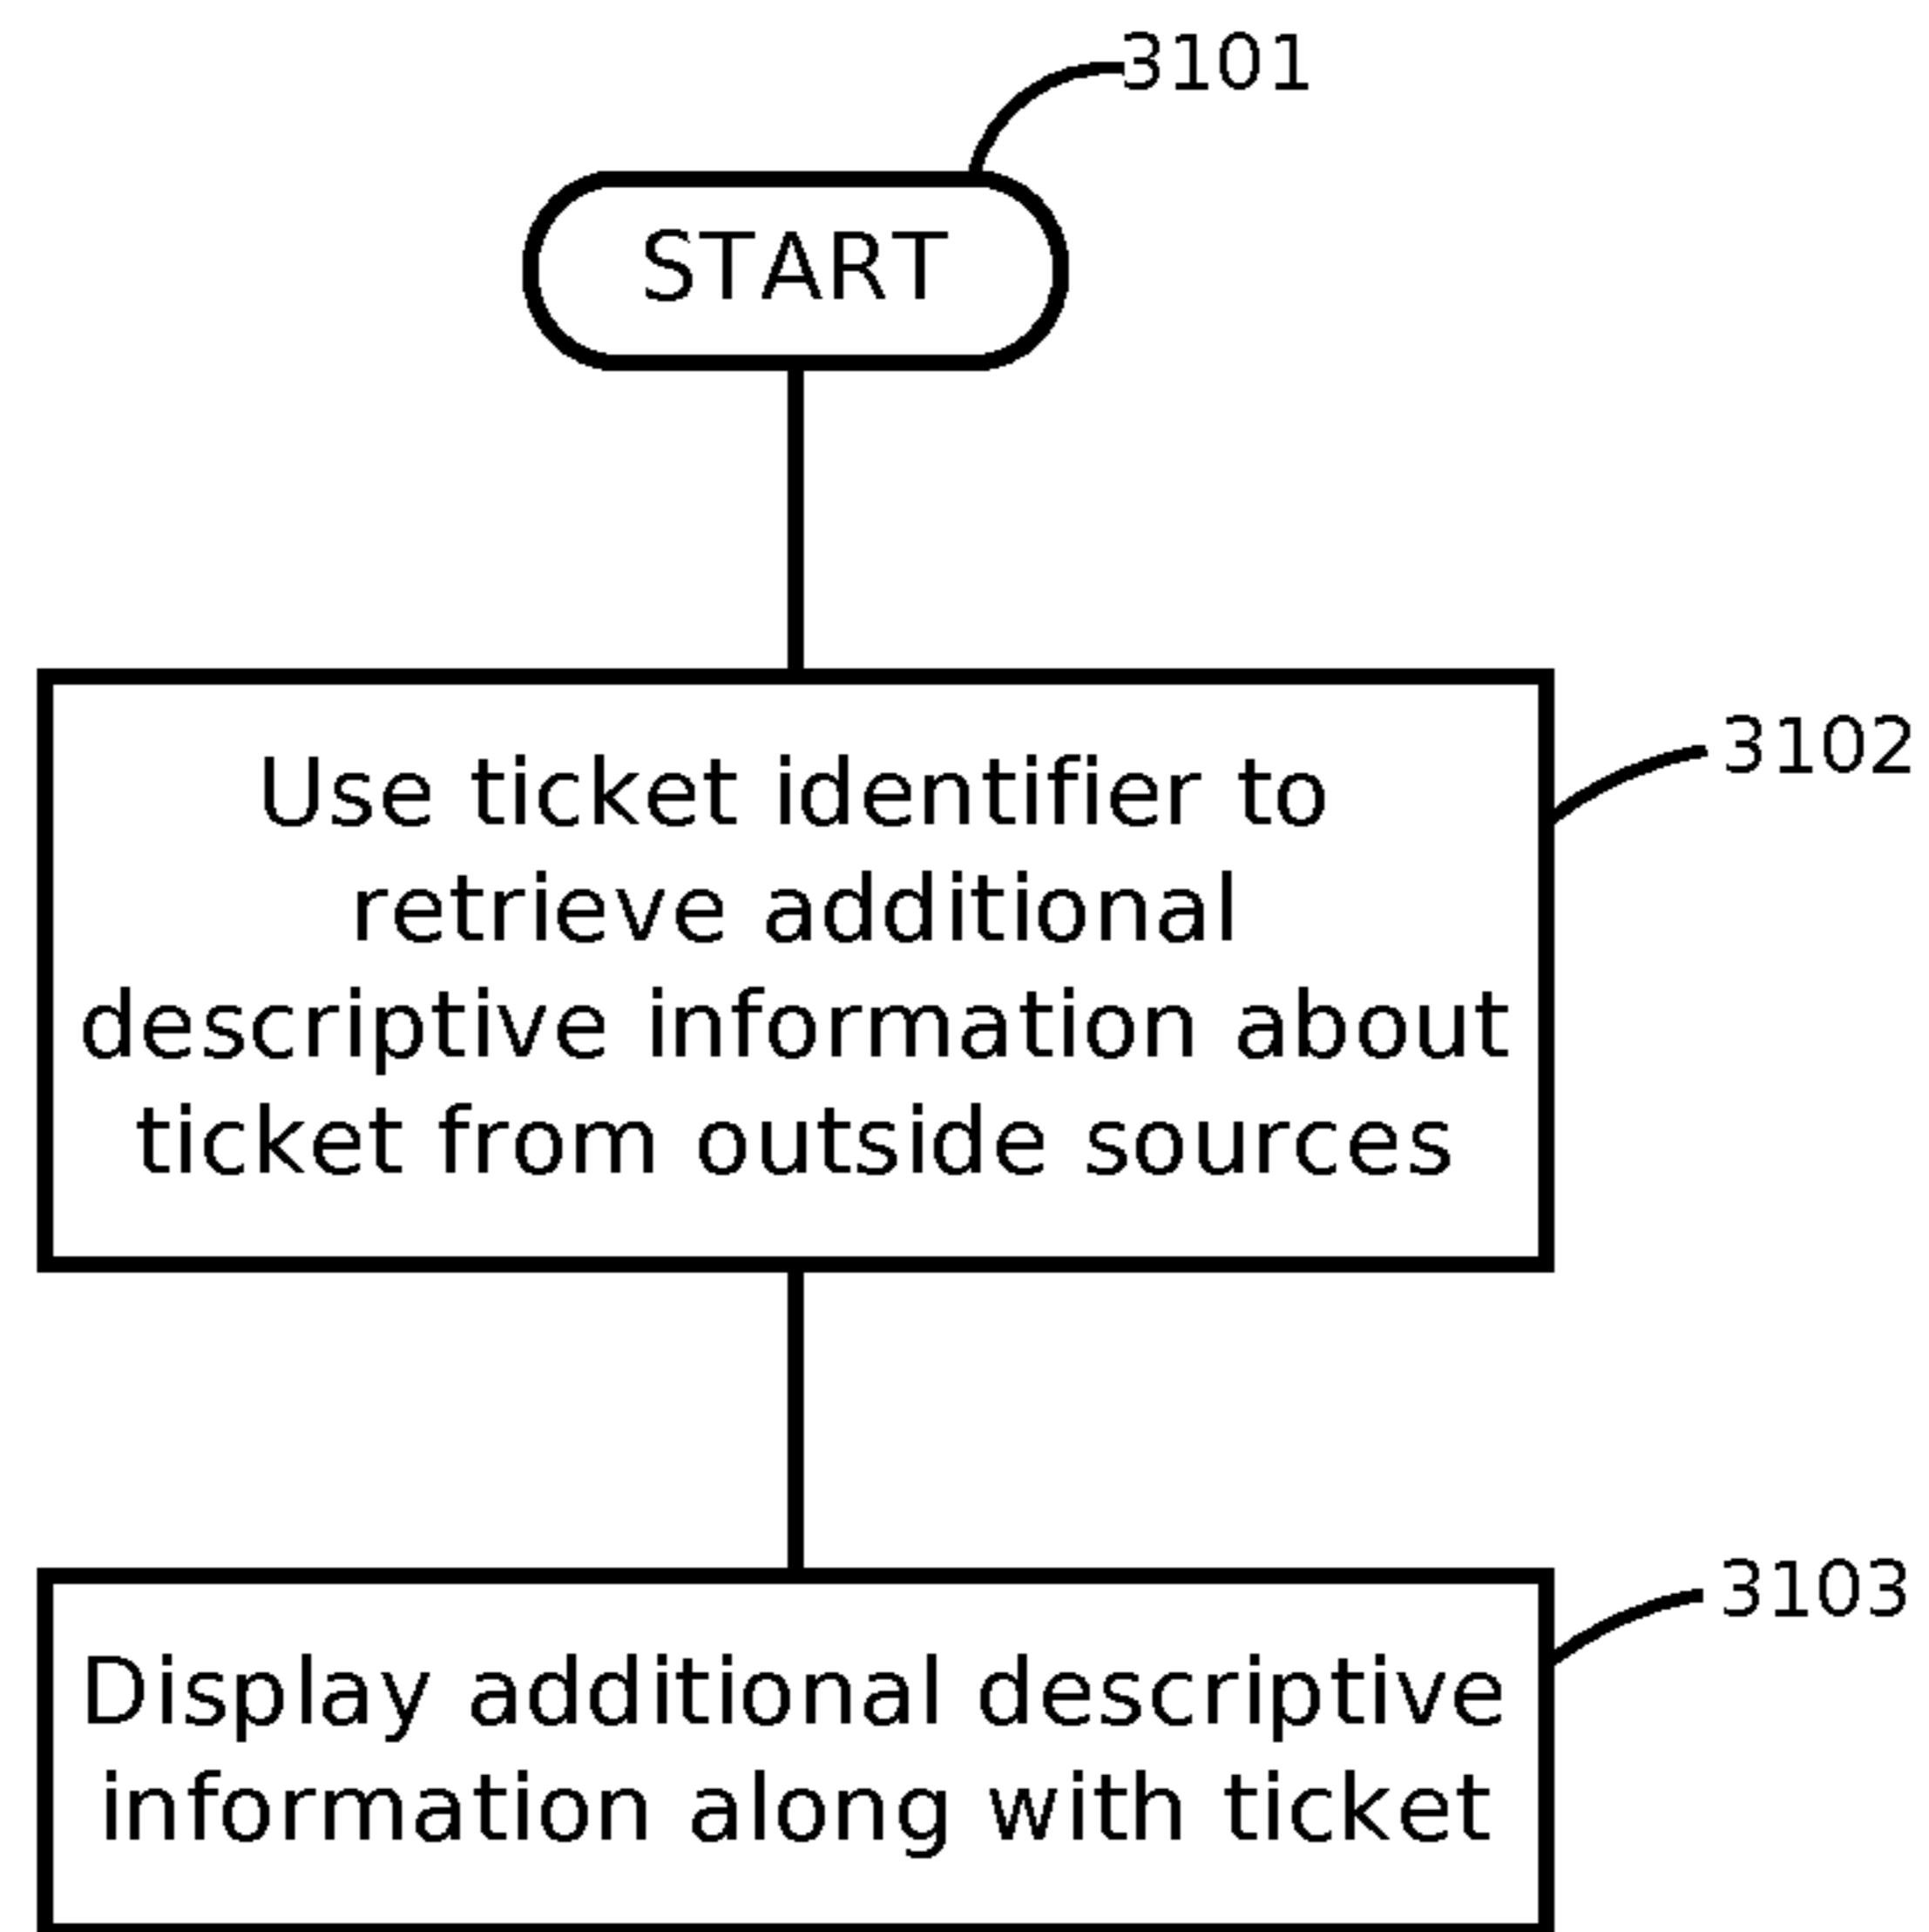 3101
START
3102
Use ticket identifier to
retrieve additional
descriptive information about
ticket from outside sources
3103
Display additional descriptive
information along with ticket